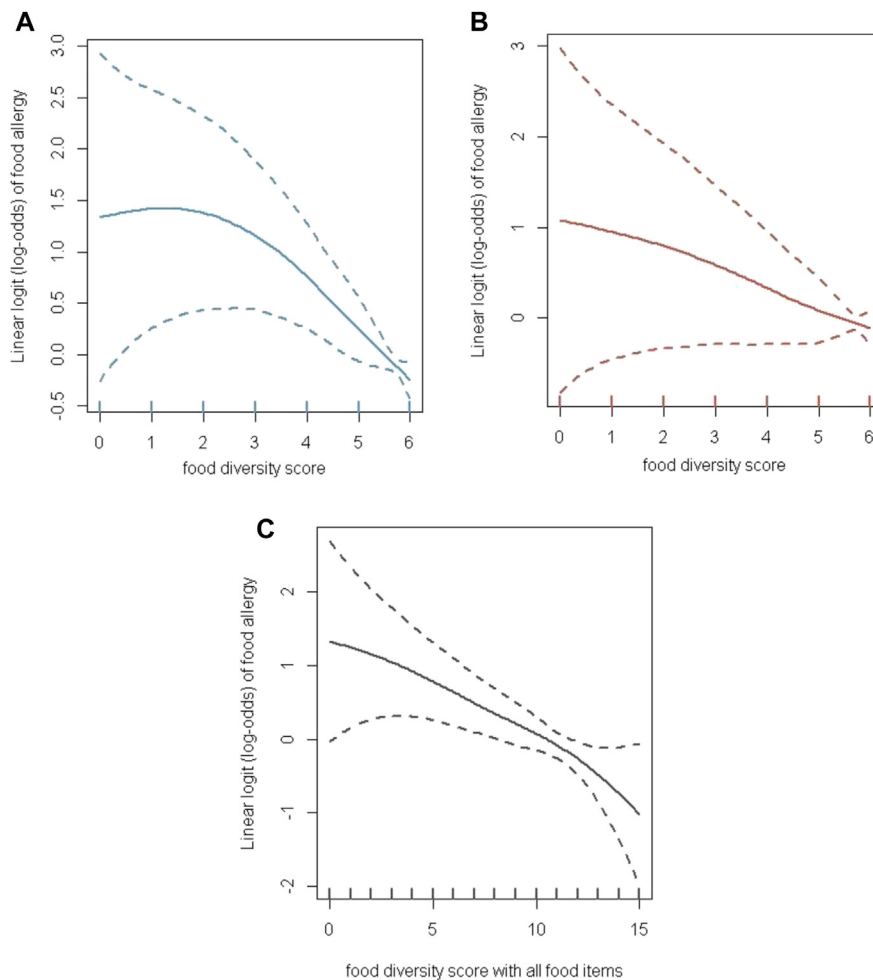 A
Linear logit (log-odds) of food allergy
3.0
2.5
2.0
1.5
1.0
0.5
0.0
-0.5
0 1 2 3 4 5 6
food diversity score
B
Linear logit (log-odds) of food allergy
3
2
1
0
0 1 2 3 4 5 6
food diversity score
C
Linear logit (log-odds) of food allergy
2
1
0
-1
-2
0 5 10 15
food diversity score with all food items